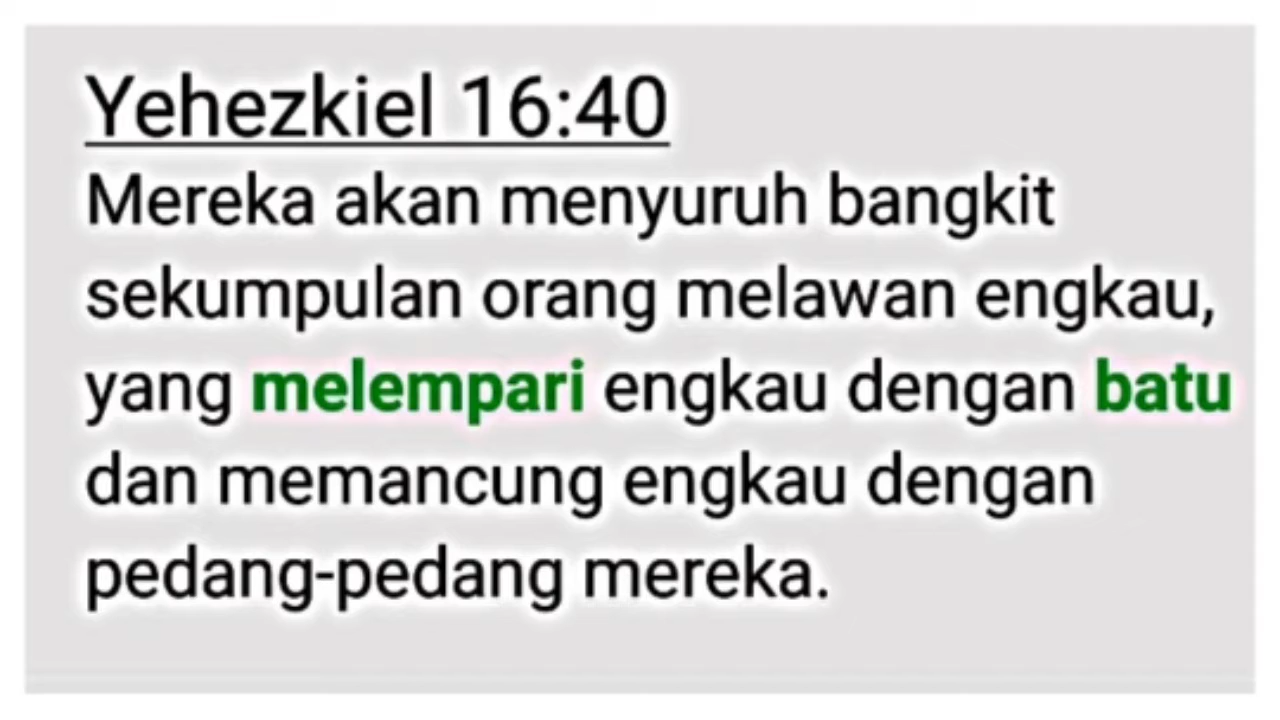 Yehezkiel 16:40
Mereka akan menyuruh bangkit
sekumpulan orang melawan engkau,
yang melempari engkau dengan batu
dan memancung engkau dengan
pedang-pedang mereka.